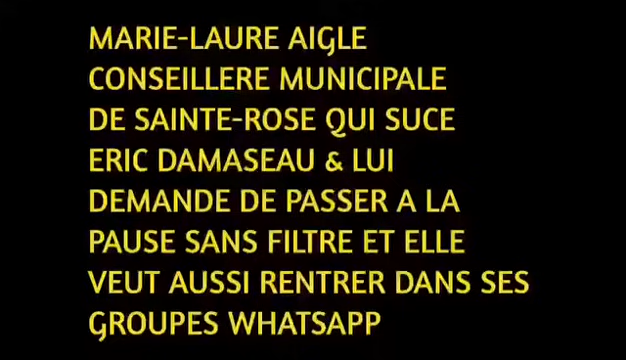 MARIE-LAURE AIGLE
CONSEILLERE MUNICIPALE
DE SAINTE-ROSE QUI SUCE
ERIC DAMASEAU & LUI
DEMANDE DE PASSER A LA
PAUSE SANS FILTRE ET ELLE
VEUT AUSSI RENTRER DANS SES
GROUPES WHATSAPP